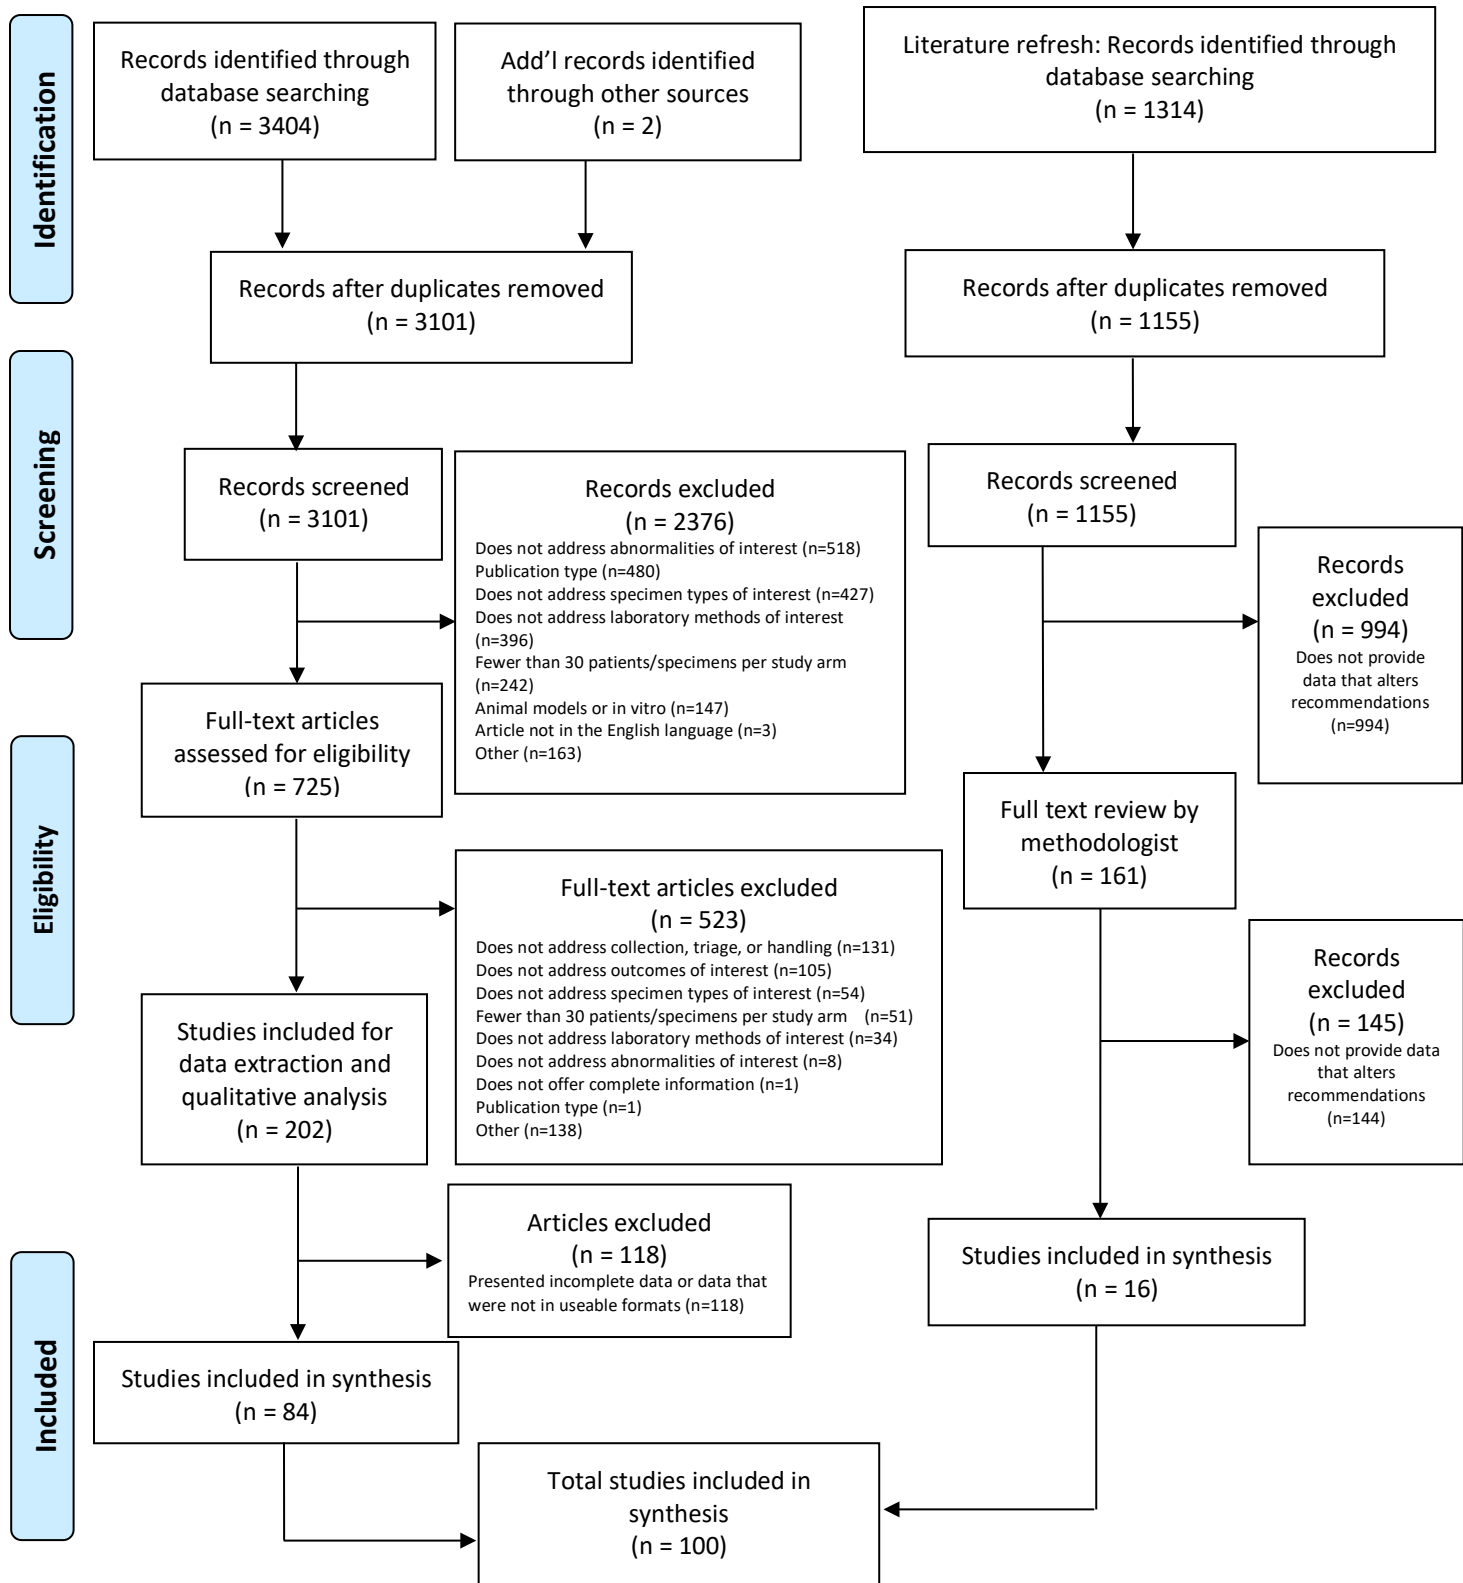 Identification
Records identified through
database searching
(n = 3404)
Add'l records identified
through other sources
(n = 2)
Literature refresh: Records identified through
database searching
(n = 1314)
Records after duplicates removed
(n = 3101)
Records after duplicates removed
(n = 1155)
Screening
Records screened
(n = 3101)
Records excluded
(n = 2376)
Does not address abnormalities of interest (n=518)
Publication type (n=480)
Does not address specimen types of interest (n=427)
Does not address laboratory methods of interest
(n=396)
Fewer than 30 patients/specimens per study arm
(n=242)
Animal models or in vitro (n=147)
Article not in the English language (n=3)
Other (n=163)
Records screened
(n = 1155)
Records
excluded
(n = 994)
Does not provide
data that alters
recommendations
(n=994)
Eligibility
Full-text articles
assessed for eligibility
(n = 725)
Full-text articles excluded
(n = 523)
Does not address collection, triage, or handling (n=131)
Does not address outcomes of interest (n=105)
Does not address specimen types of interest (n=54)
Fewer than 30 patients/specimens per study arm (n=51)
Does not address laboratory methods of interest (n=34)
Does not address abnormalities of interest (n=8)
Does not offer complete information (n=1)
Publication type (n=1)
Other (n=138)
Full text review by
methodologist
(n = 161)
Records
excluded
(n = 145)
Does not provide data
that alters
recommendations
(n=144)
Studies included for
data extraction and
qualitative analysis
(n = 202)
Articles excluded
(n = 118)
Presented incomplete data or data that
were not in useable formats (n=118)
Included
Studies included in synthesis
(n = 84)
Studies included in synthesis
(n = 16)
Total studies included in
synthesis
(n = 100)